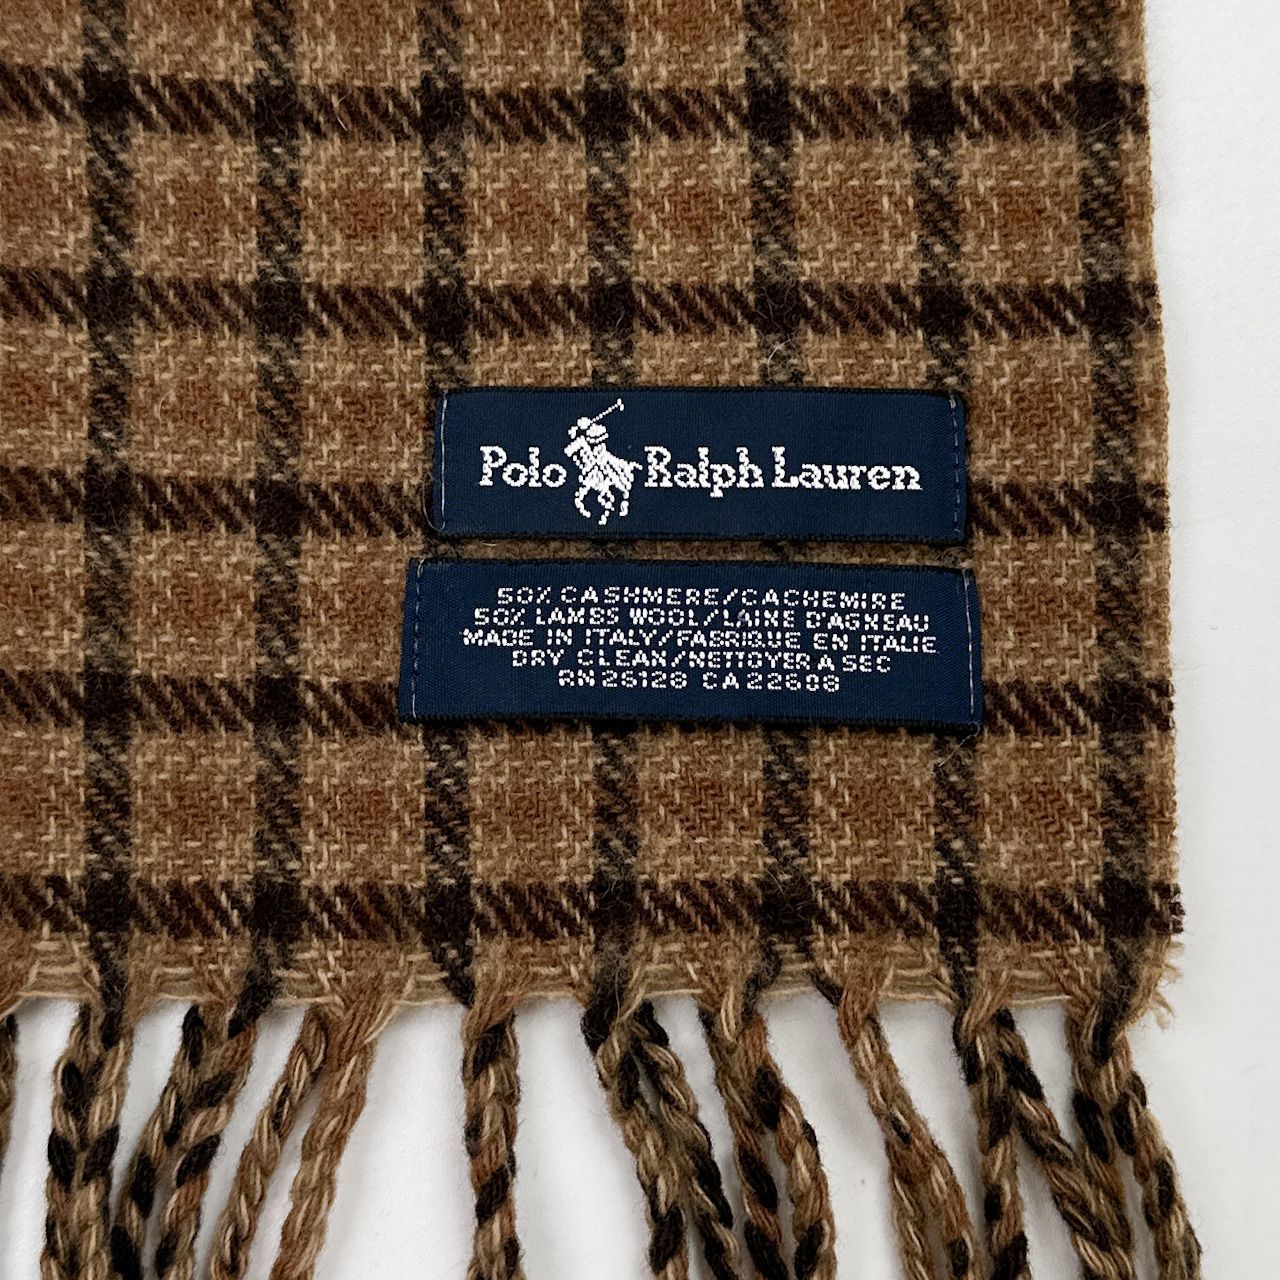 Polo Ralph Lauren
50% CASHMERE/CACHEMIRE
50% LAMBS WOOL/LAINE D'AGNEAU
MADE IN ITALY/FABRIQUE EN ITALIE
DRY CLEAN/NETTOYER A SEC
RN 26128 CA 22608